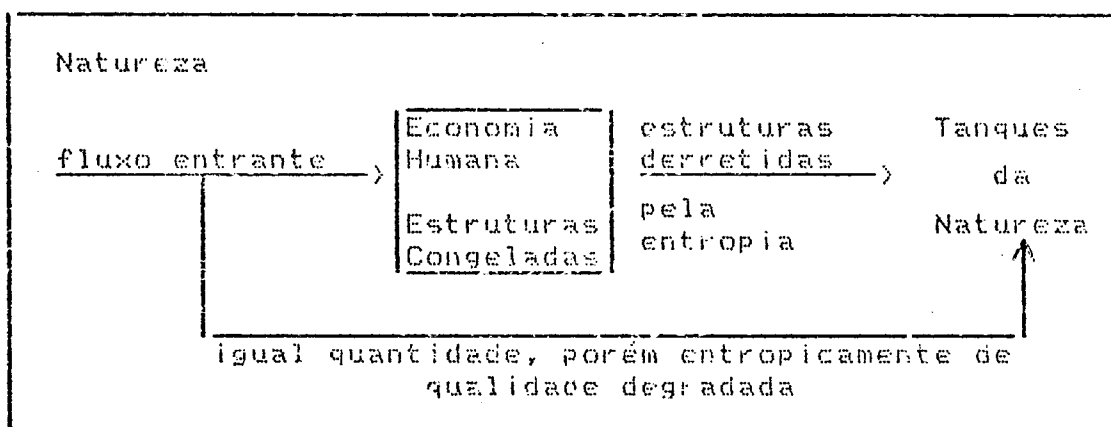 Natureza
fluxo entrante
Economia
Humana
Estruturas
Congeladas
estruturas
derretidas
pela
entropia
Tanques
da
Natureza
igual quantidade, porém entropicamente de
qualidade degradada